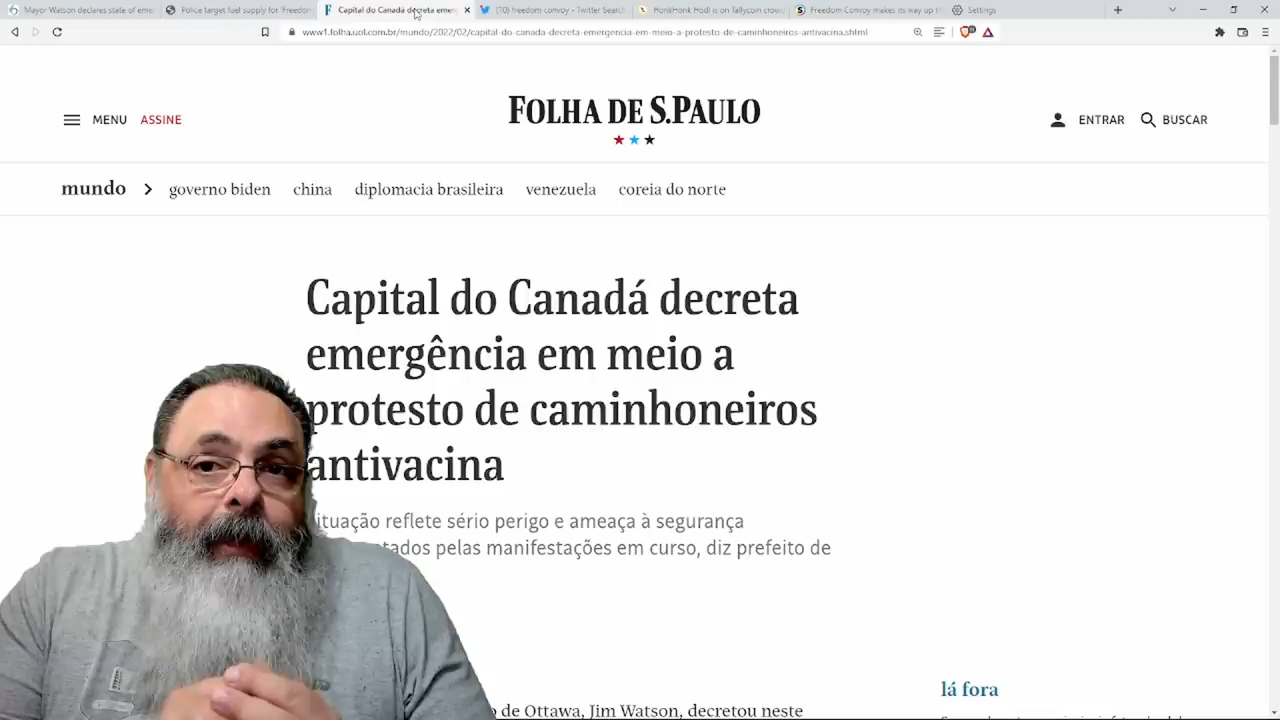 Mayor Watson declares state of emer
Police target fuel supply for 'Freedom
Capital do Canadá decreta emer
(10) freedom convoy - Twitter Searc
HonkHonk Hodl is on Tallycoin crow
Freedom Convoy makes its way up th
Settings
www1.folha.uol.com.br/mundo/2022/02/capital-do-canada-decreta-emergencia-em-meio-a-protesto-de-caminhoneiros-antivacina.shtml
MENU ASSINE
FOLHA DE S.PAULO
ENTRAR BUSCAR
mundo > governo biden china diplomacia brasileira venezuela coreia do norte
Capital do Canadá decreta
emergência em meio a
protesto de caminhoneiros
antivacina
ituação reflete sério perigo e ameaça à segurança
tados pelas manifestações em curso, diz prefeito de
lá fora
o de Ottawa, Jim Watson, decretou neste